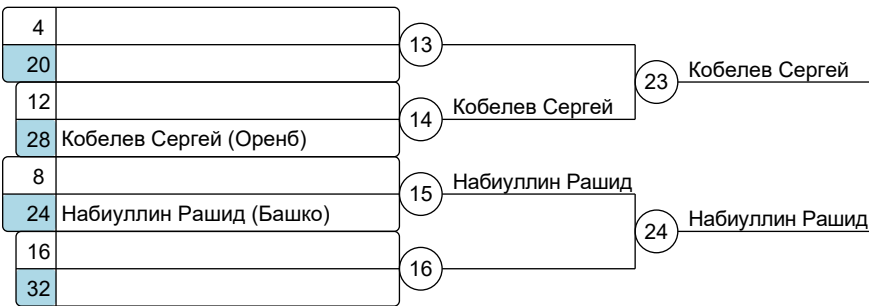 4
13
20
23 Кобелев Сергей
12
14 Кобелев Сергей
28 Кобелев Сергей (Оренб)
8
15 Набиуллин Рашид
24 Набиуллин Рашид (Башко)
24 Набиуллин Рашид
16
16
32